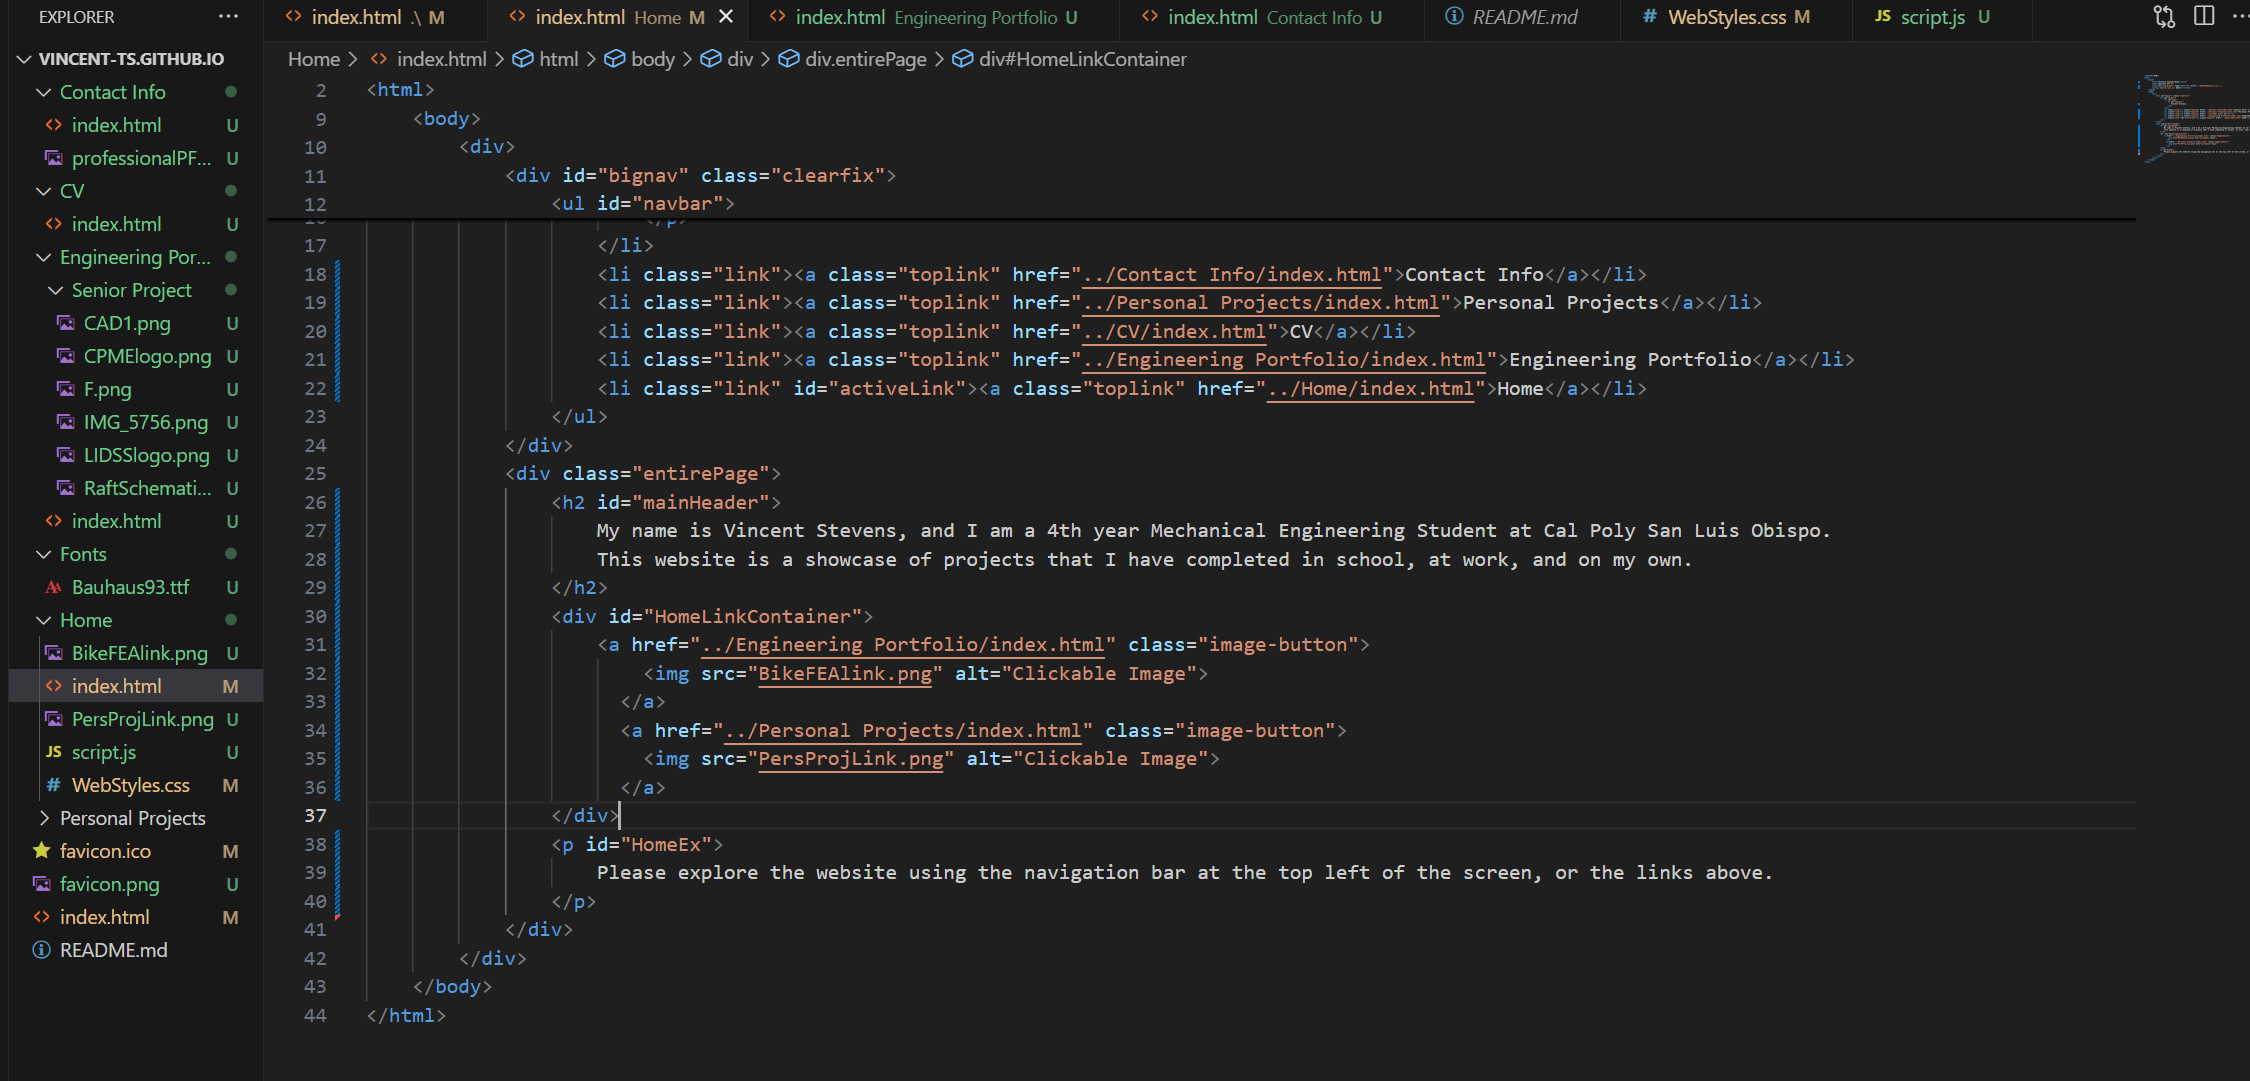 EXPLORER
VINCENT-TS.GITHUB.IO
Contact Info
index.html U
professionalPF... U
CV
index.html U
Engineering Por...
Senior Project
CAD1.png U
CPMElogo.png U
F.png U
IMG_5756.png U
LIDSSlogo.png U
RaftSchemati... U
index.html U
Fonts
Bauhaus93.ttf U
Home
BikeFEAlink.png U
index.html M
PersProjLink.png U
JS script.js U
# WebStyles.css M
Personal Projects
favicon.ico M
favicon.png U
index.html M
README.md
index.html .\ M
index.html Home M
index.html Engineering Portfolio U
index.html Contact Info U
README.md
# WebStyles.css M
JS script.js U
Home > index.html > html > body > div > div.entirePage > div#HomeLinkContainer
2 <html>
9 <body>
10 <div>
11 <div id="bignav" class="clearfix">
12 <ul id="navbar">
17 </li>
18 <li class="link"><a class="toplink" href="../Contact Info/index.html">Contact Info</a></li>
19 <li class="link"><a class="toplink" href="../Personal Projects/index.html">Personal Projects</a></li>
20 <li class="link"><a class="toplink" href="../CV/index.html">CV</a></li>
21 <li class="link"><a class="toplink" href="../Engineering Portfolio/index.html">Engineering Portfolio</a></li>
22 <li class="link" id="activeLink"><a class="toplink" href="../Home/index.html">Home</a></li>
23 </ul>
24 </div>
25 <div class="entirePage">
26 <h2 id="mainHeader">
27 My name is Vincent Stevens, and I am a 4th year Mechanical Engineering Student at Cal Poly San Luis Obispo.
28 This website is a showcase of projects that I have completed in school, at work, and on my own.
29 </h2>
30 <div id="HomeLinkContainer">
31 <a href="../Engineering Portfolio/index.html" class="image-button">
32 <img src="BikeFEAlink.png" alt="Clickable Image">
33 </a>
34 <a href="../Personal Projects/index.html" class="image-button">
35 <img src="PersProjLink.png" alt="Clickable Image">
36 </a>
37 </div>
38 <p id="HomeEx">
39 Please explore the website using the navigation bar at the top left of the screen, or the links above.
40 </p>
41 </div>
42 </div>
43 </body>
44 </html>